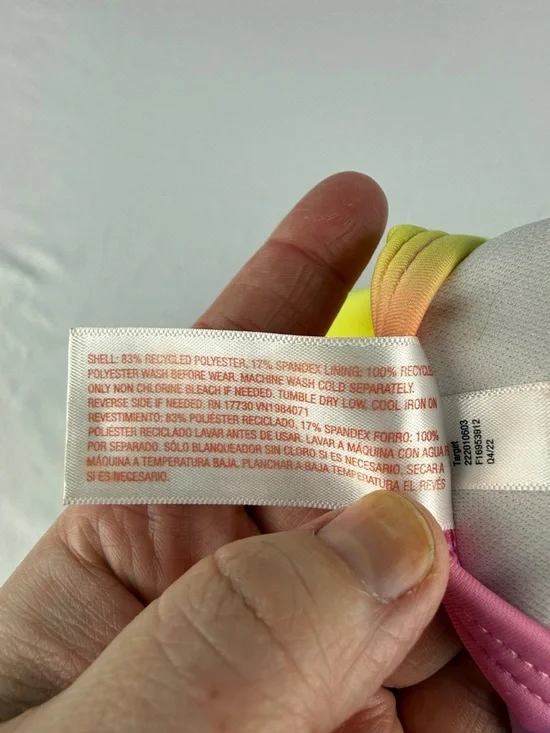 SHELL: 83% RECYCLED POLYESTER, 17% SPANDEX LINING: 100% RECYCLE
POLYESTER WASH BEFORE WEAR. MACHINE WASH COLD SEPARATELY.
ONLY NON CHLORINE BLEACH IF NEEDED. TUMBLE DRY LOW. COOL IRON ON
REVERSE SIDE IF NEEDED. RN 17730 VN1984071
REVESTIMIENTO: 83% POLIÉSTER RECICLADO, 17% SPANDEX FORRO: 100%
POLIÉSTER RECICLADO LAVAR ANTES DE USAR. LAVAR A MÁQUINA CON AGUA F
POR SEPARADO. SÓLO BLANQUEADOR SIN CLORO SI ES NECESARIO. SECAR A
MÁQUINA A TEMPERATURA BAJA. PLANCHAR A BAJA TEMPERATURA EL REVÉS
SI ES NECESARIO.
Target
222010603
F16953912
04/22